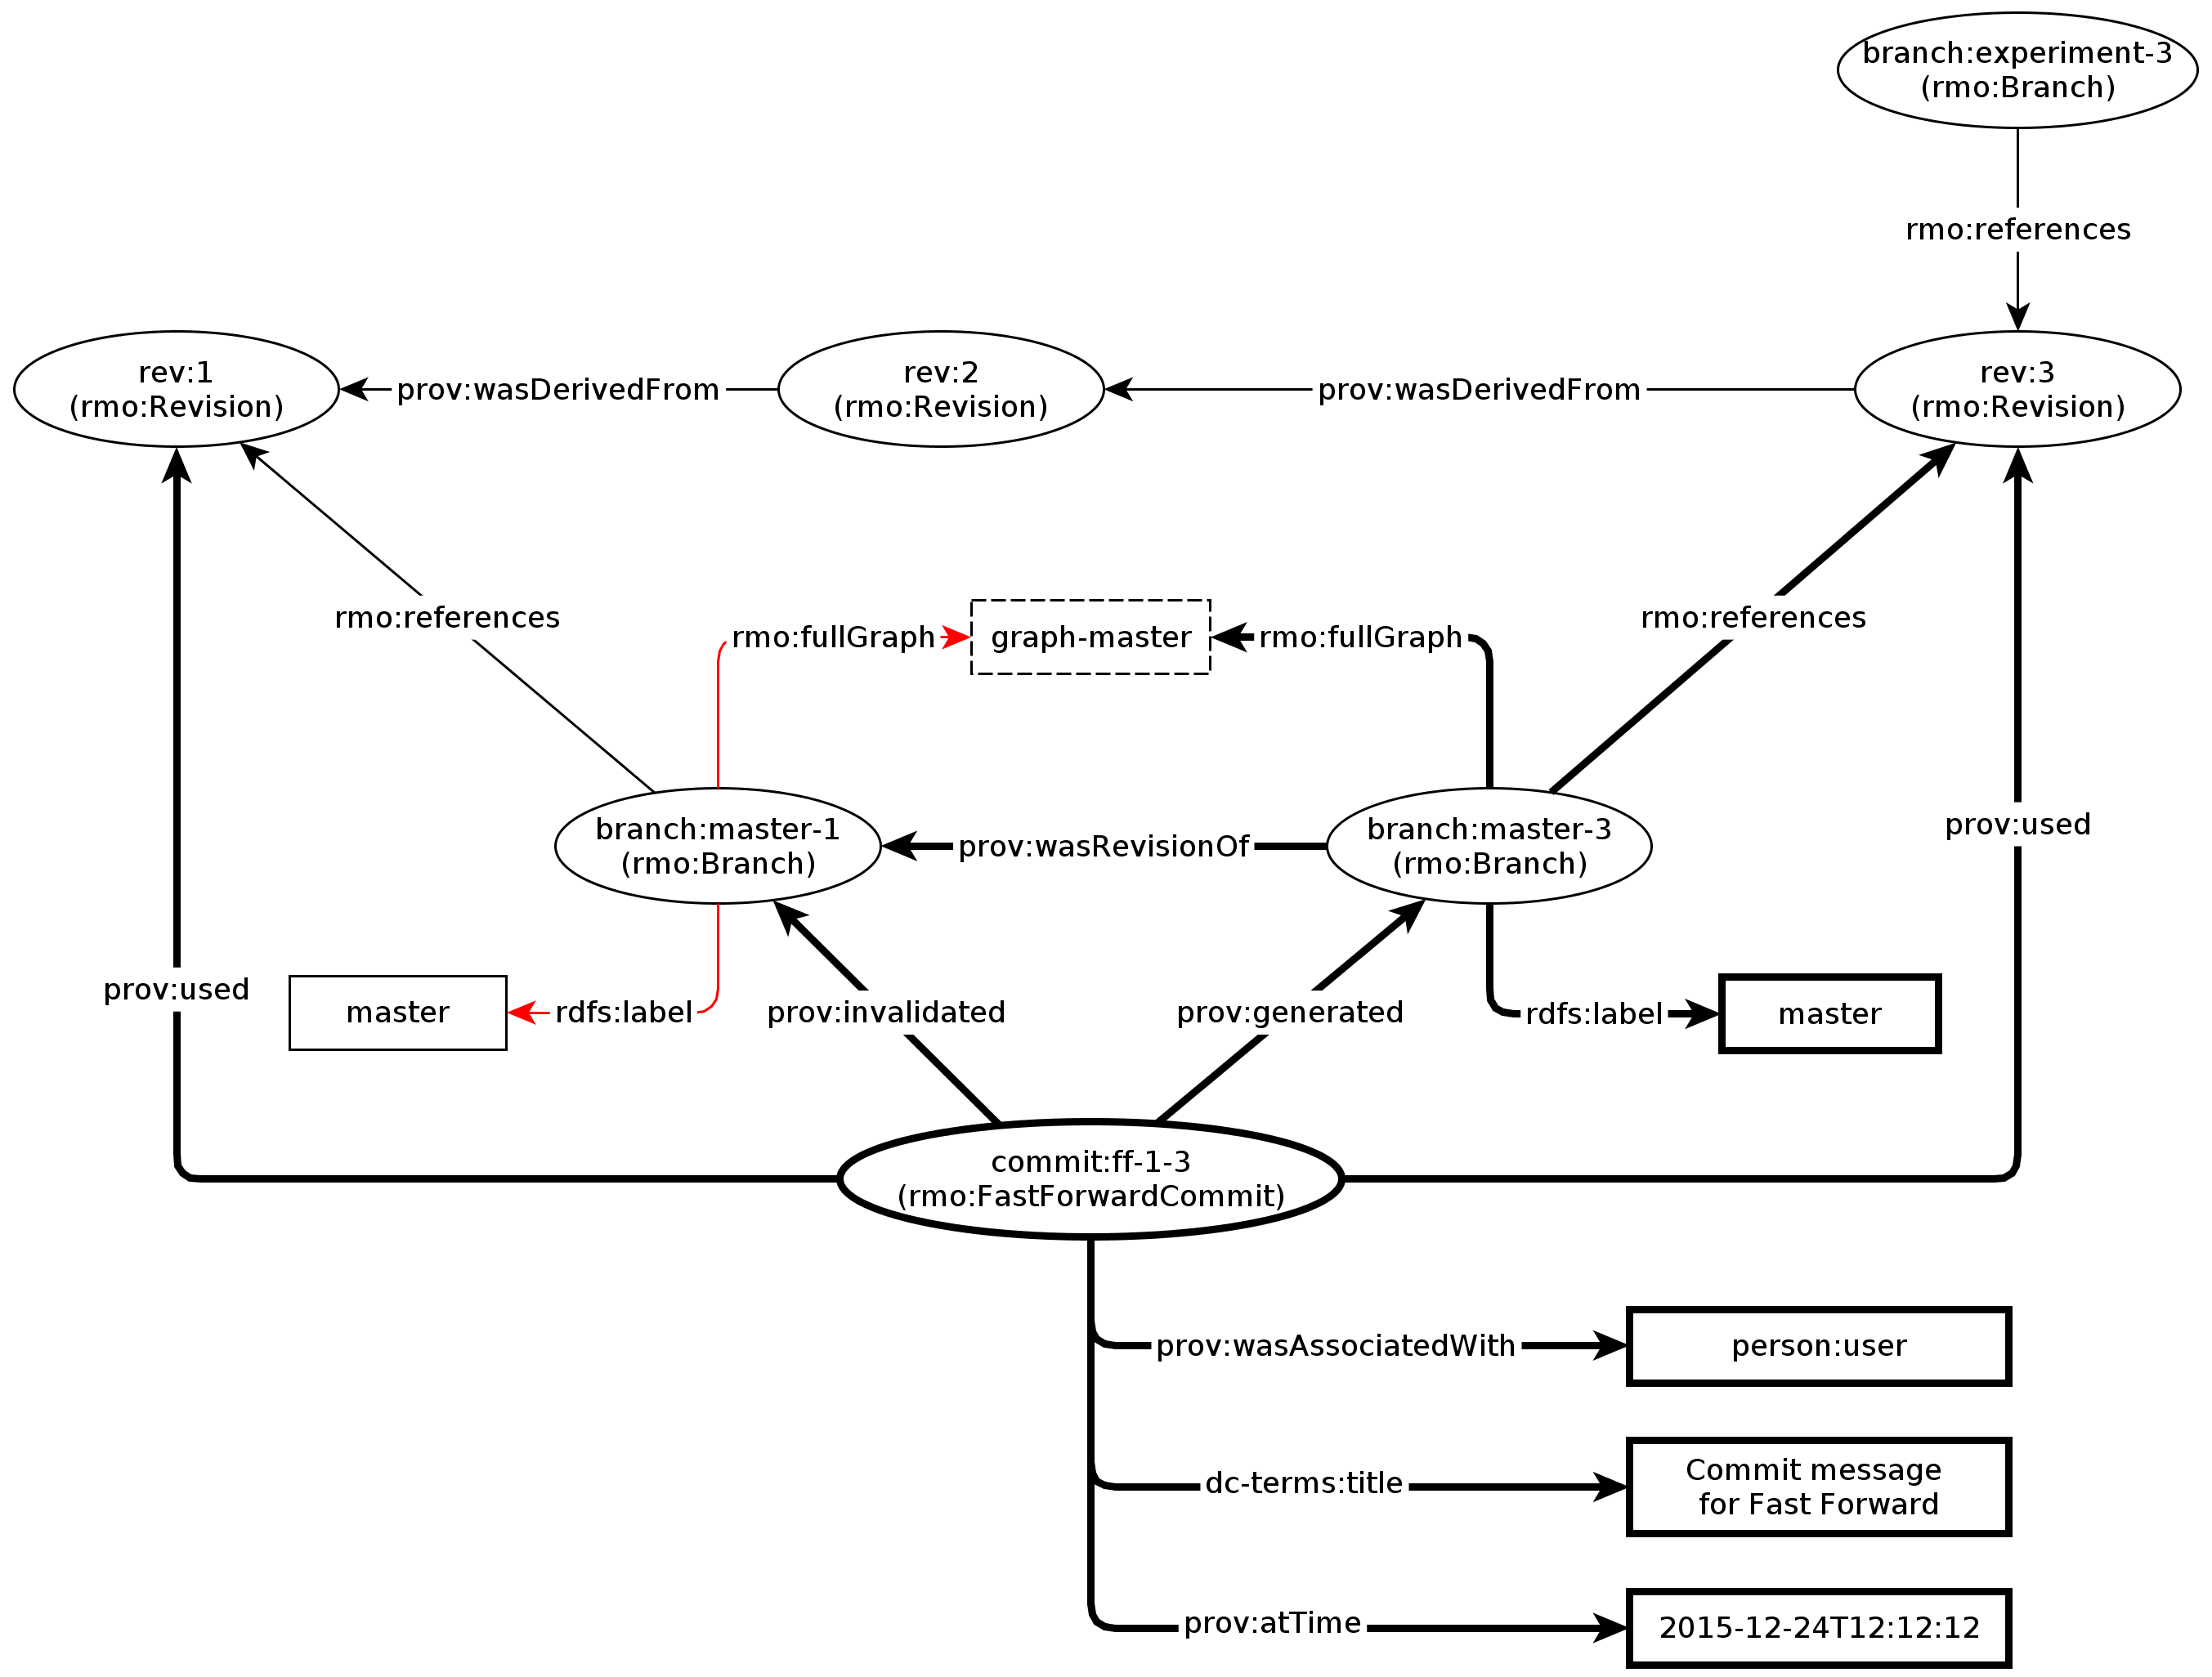 branch:experiment-3
(rmo:Branch)
rmo:references
rev:1
(rmo:Revision)
prov:wasDerivedFrom
rev:2
(rmo:Revision)
prov:wasDerivedFrom
rev:3
(rmo:Revision)
rmo:references
rmo:fullGraph
graph-master
rmo:fullGraph
rmo:references
branch:master-1
(rmo:Branch)
prov:wasRevisionOf
branch:master-3
(rmo:Branch)
prov:used
prov:used
master
rdfs:label
prov:invalidated
prov:generated
rdfs:label
master
commit:ff-1-3
(rmo:FastForwardCommit)
prov:wasAssociatedWith
person:user
dc-terms:title
Commit message
for Fast Forward
prov:atTime
2015-12-24T12:12:12